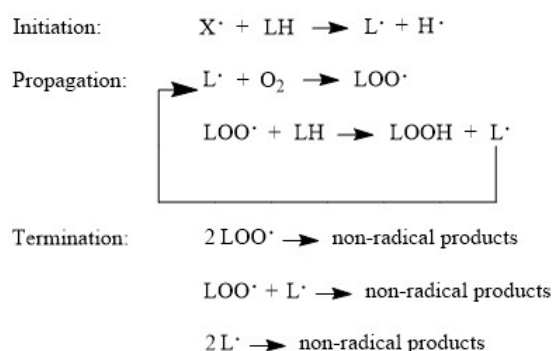 Initiation: X· + LH → L· + H·
Propagation: L· + O₂ → LOO·
LOO· + LH → LOOH + L·
Termination: 2 LOO· → non-radical products
LOO· + L· → non-radical products
2 L· → non-radical products